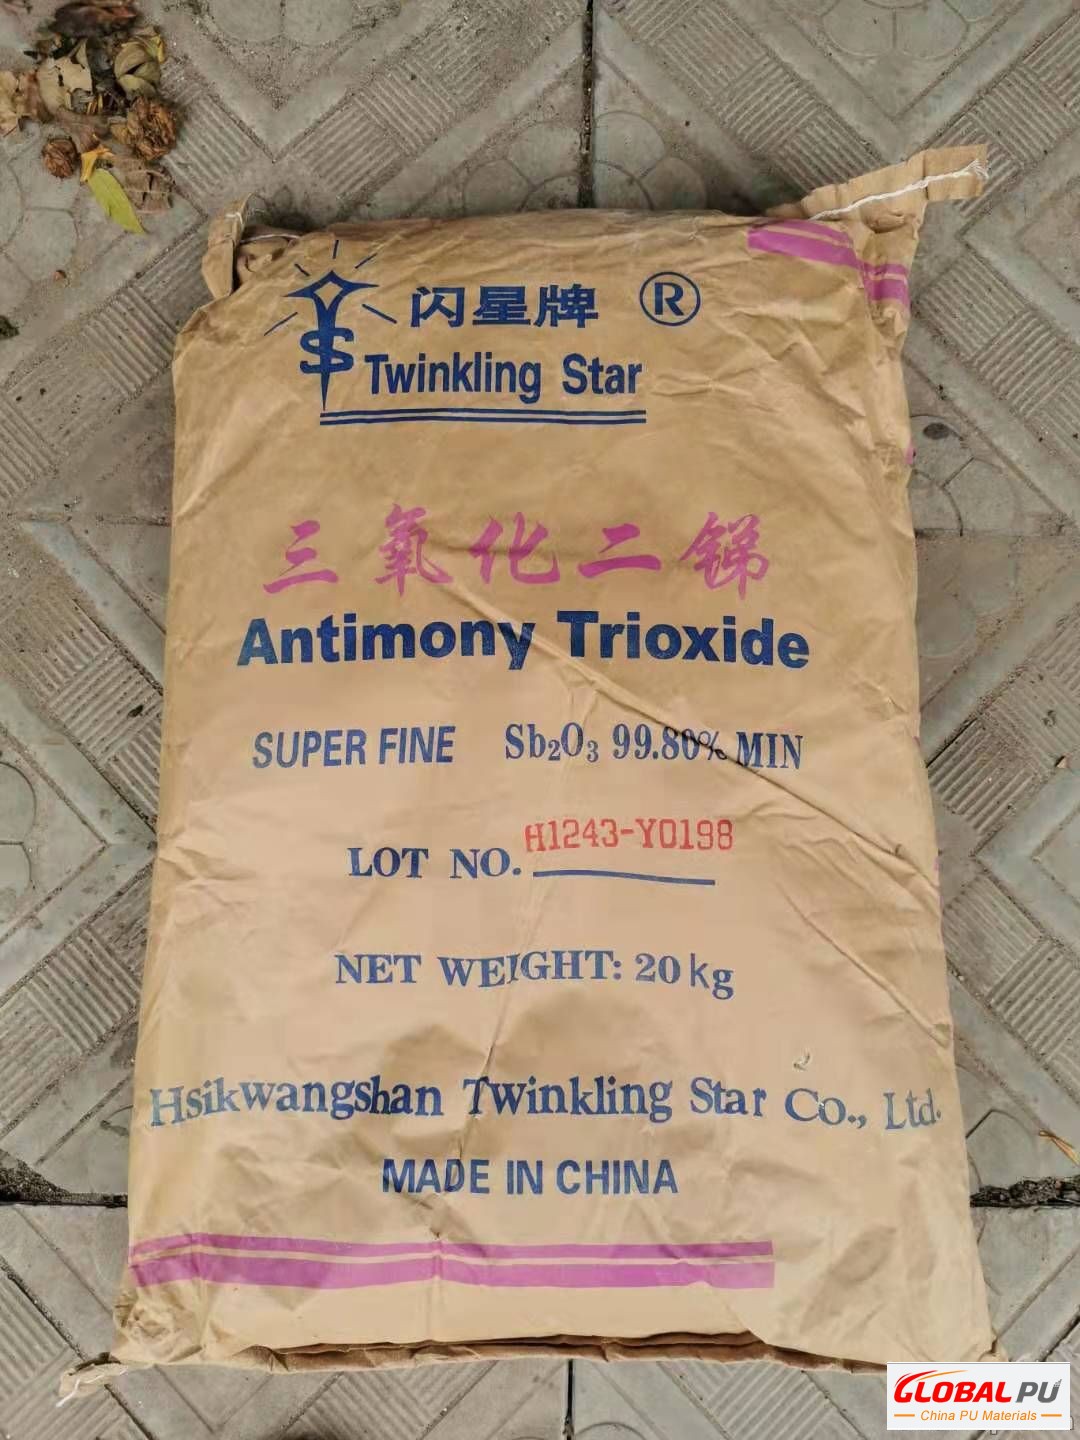 闪星牌 ®
Twinkling Star
三氧化二锑
Antimony Trioxide
SUPER FINE Sb₂O₃ 99.80% MIN
LOT NO. H1243-Y0198
NET WEIGHT: 20kg
Hsikwangshan Twinkling Star Co., Ltd.
MADE IN CHINA
GLOBAL PU
China PU Materials